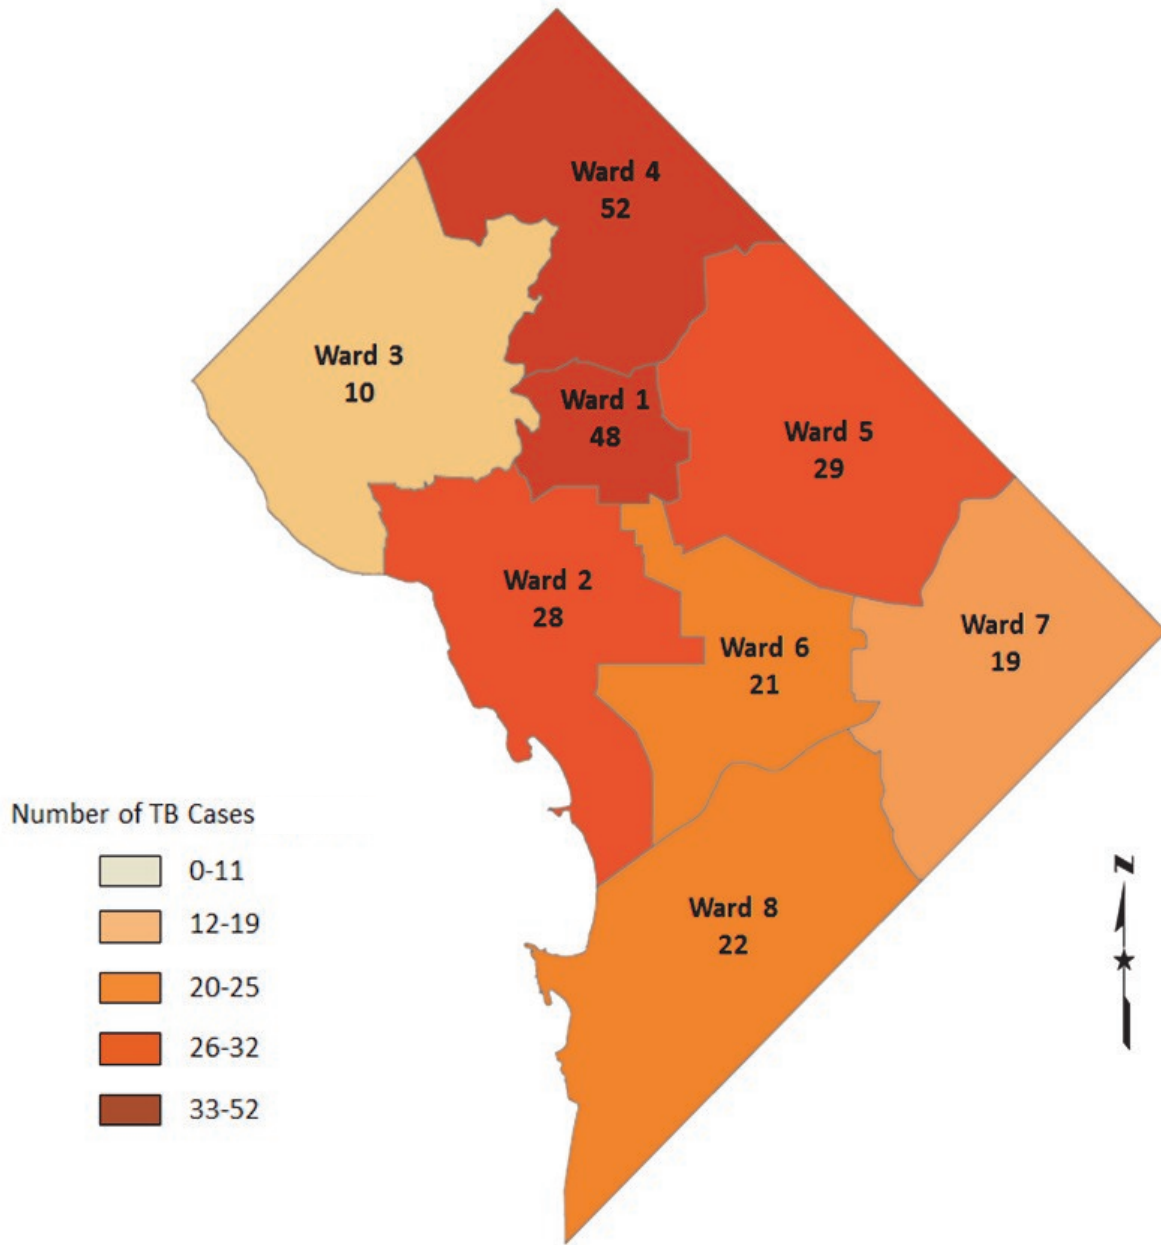 Ward 4
52
Ward 3
10
Ward 1
48
Ward 5
29
Ward 2
28
Ward 6
21
Ward 7
19
Ward 8
22
Number of TB Cases
0-11
12-19
20-25
26-32
33-52
N